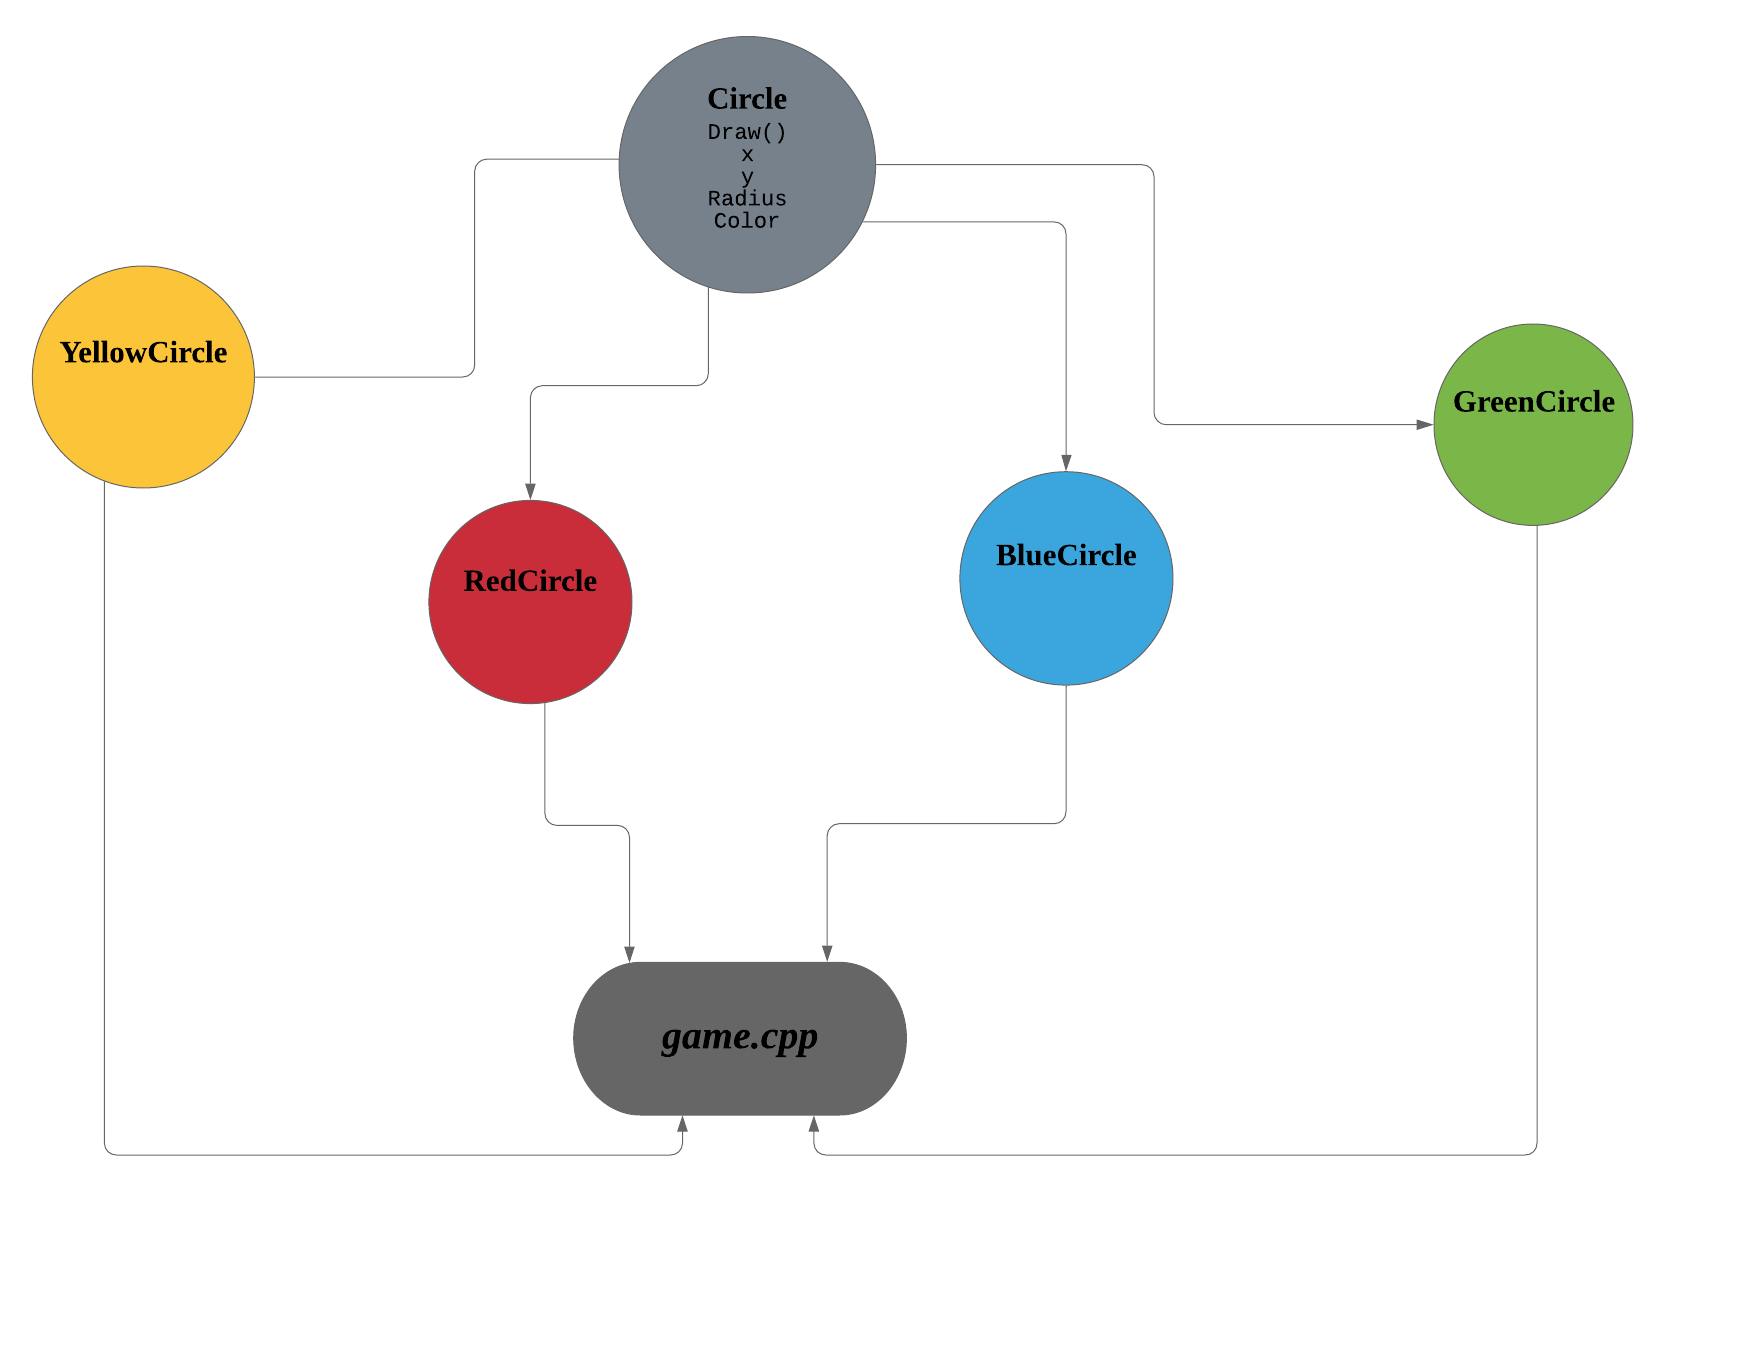 Circle
Draw()
x
y
Radius
Color
YellowCircle
GreenCircle
BlueCircle
RedCircle
game.cpp